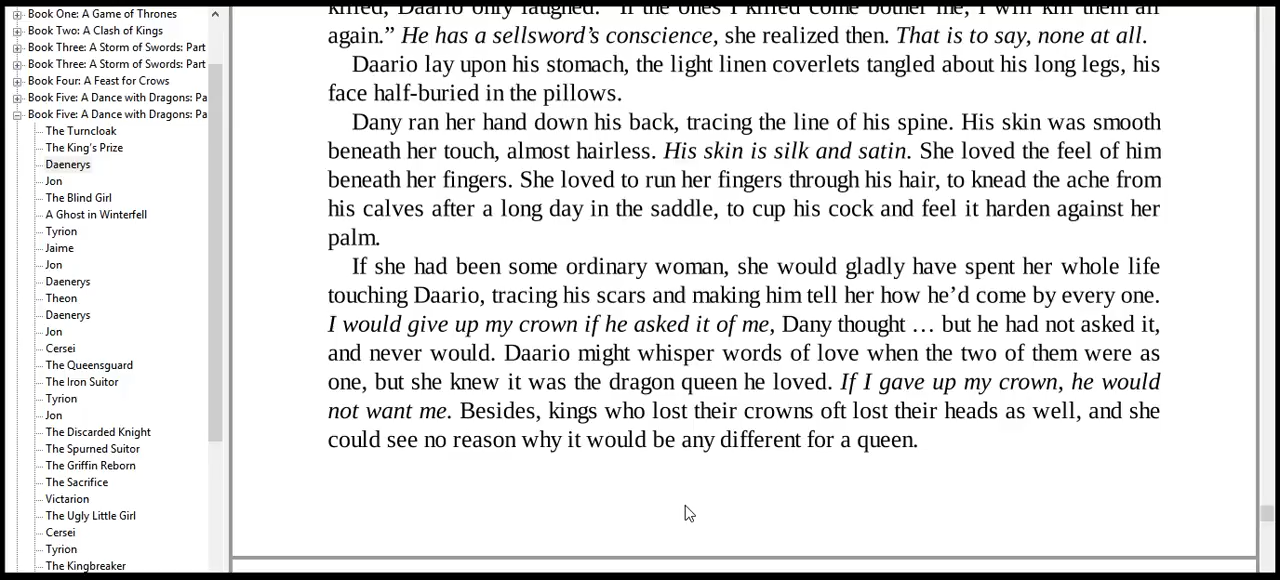 Book One: A Game of Thrones
Book Two: A Clash of Kings
Book Three: A Storm of Swords: Part
Book Three: A Storm of Swords: Part
Book Four: A Feast for Crows
Book Five: A Dance with Dragons: Pa
Book Five: A Dance with Dragons: Pa
The Turncloak
The King's Prize
Daenerys
Jon
The Blind Girl
A Ghost in Winterfell
Tyrion
Jaime
Jon
Daenerys
Theon
Daenerys
Jon
Cersei
The Queensguard
The Iron Suitor
Tyrion
Jon
The Discarded Knight
The Spurned Suitor
The Griffin Reborn
The Sacrifice
Victarion
The Ugly Little Girl
Cersei
Tyrion
The Kingbreaker
killed, Daario only laughed. “If the ones I killed come bother me, I will kill them all
again.” He has a sellsword’s conscience, she realized then. That is to say, none at all.
Daario lay upon his stomach, the light linen coverlets tangled about his long legs, his
face half-buried in the pillows.
Dany ran her hand down his back, tracing the line of his spine. His skin was smooth
beneath her touch, almost hairless. His skin is silk and satin. She loved the feel of him
beneath her fingers. She loved to run her fingers through his hair, to knead the ache from
his calves after a long day in the saddle, to cup his cock and feel it harden against her
palm.
If she had been some ordinary woman, she would gladly have spent her whole life
touching Daario, tracing his scars and making him tell her how he’d come by every one.
I would give up my crown if he asked it of me, Dany thought … but he had not asked it,
and never would. Daario might whisper words of love when the two of them were as
one, but she knew it was the dragon queen he loved. If I gave up my crown, he would
not want me. Besides, kings who lost their crowns oft lost their heads as well, and she
could see no reason why it would be any different for a queen.